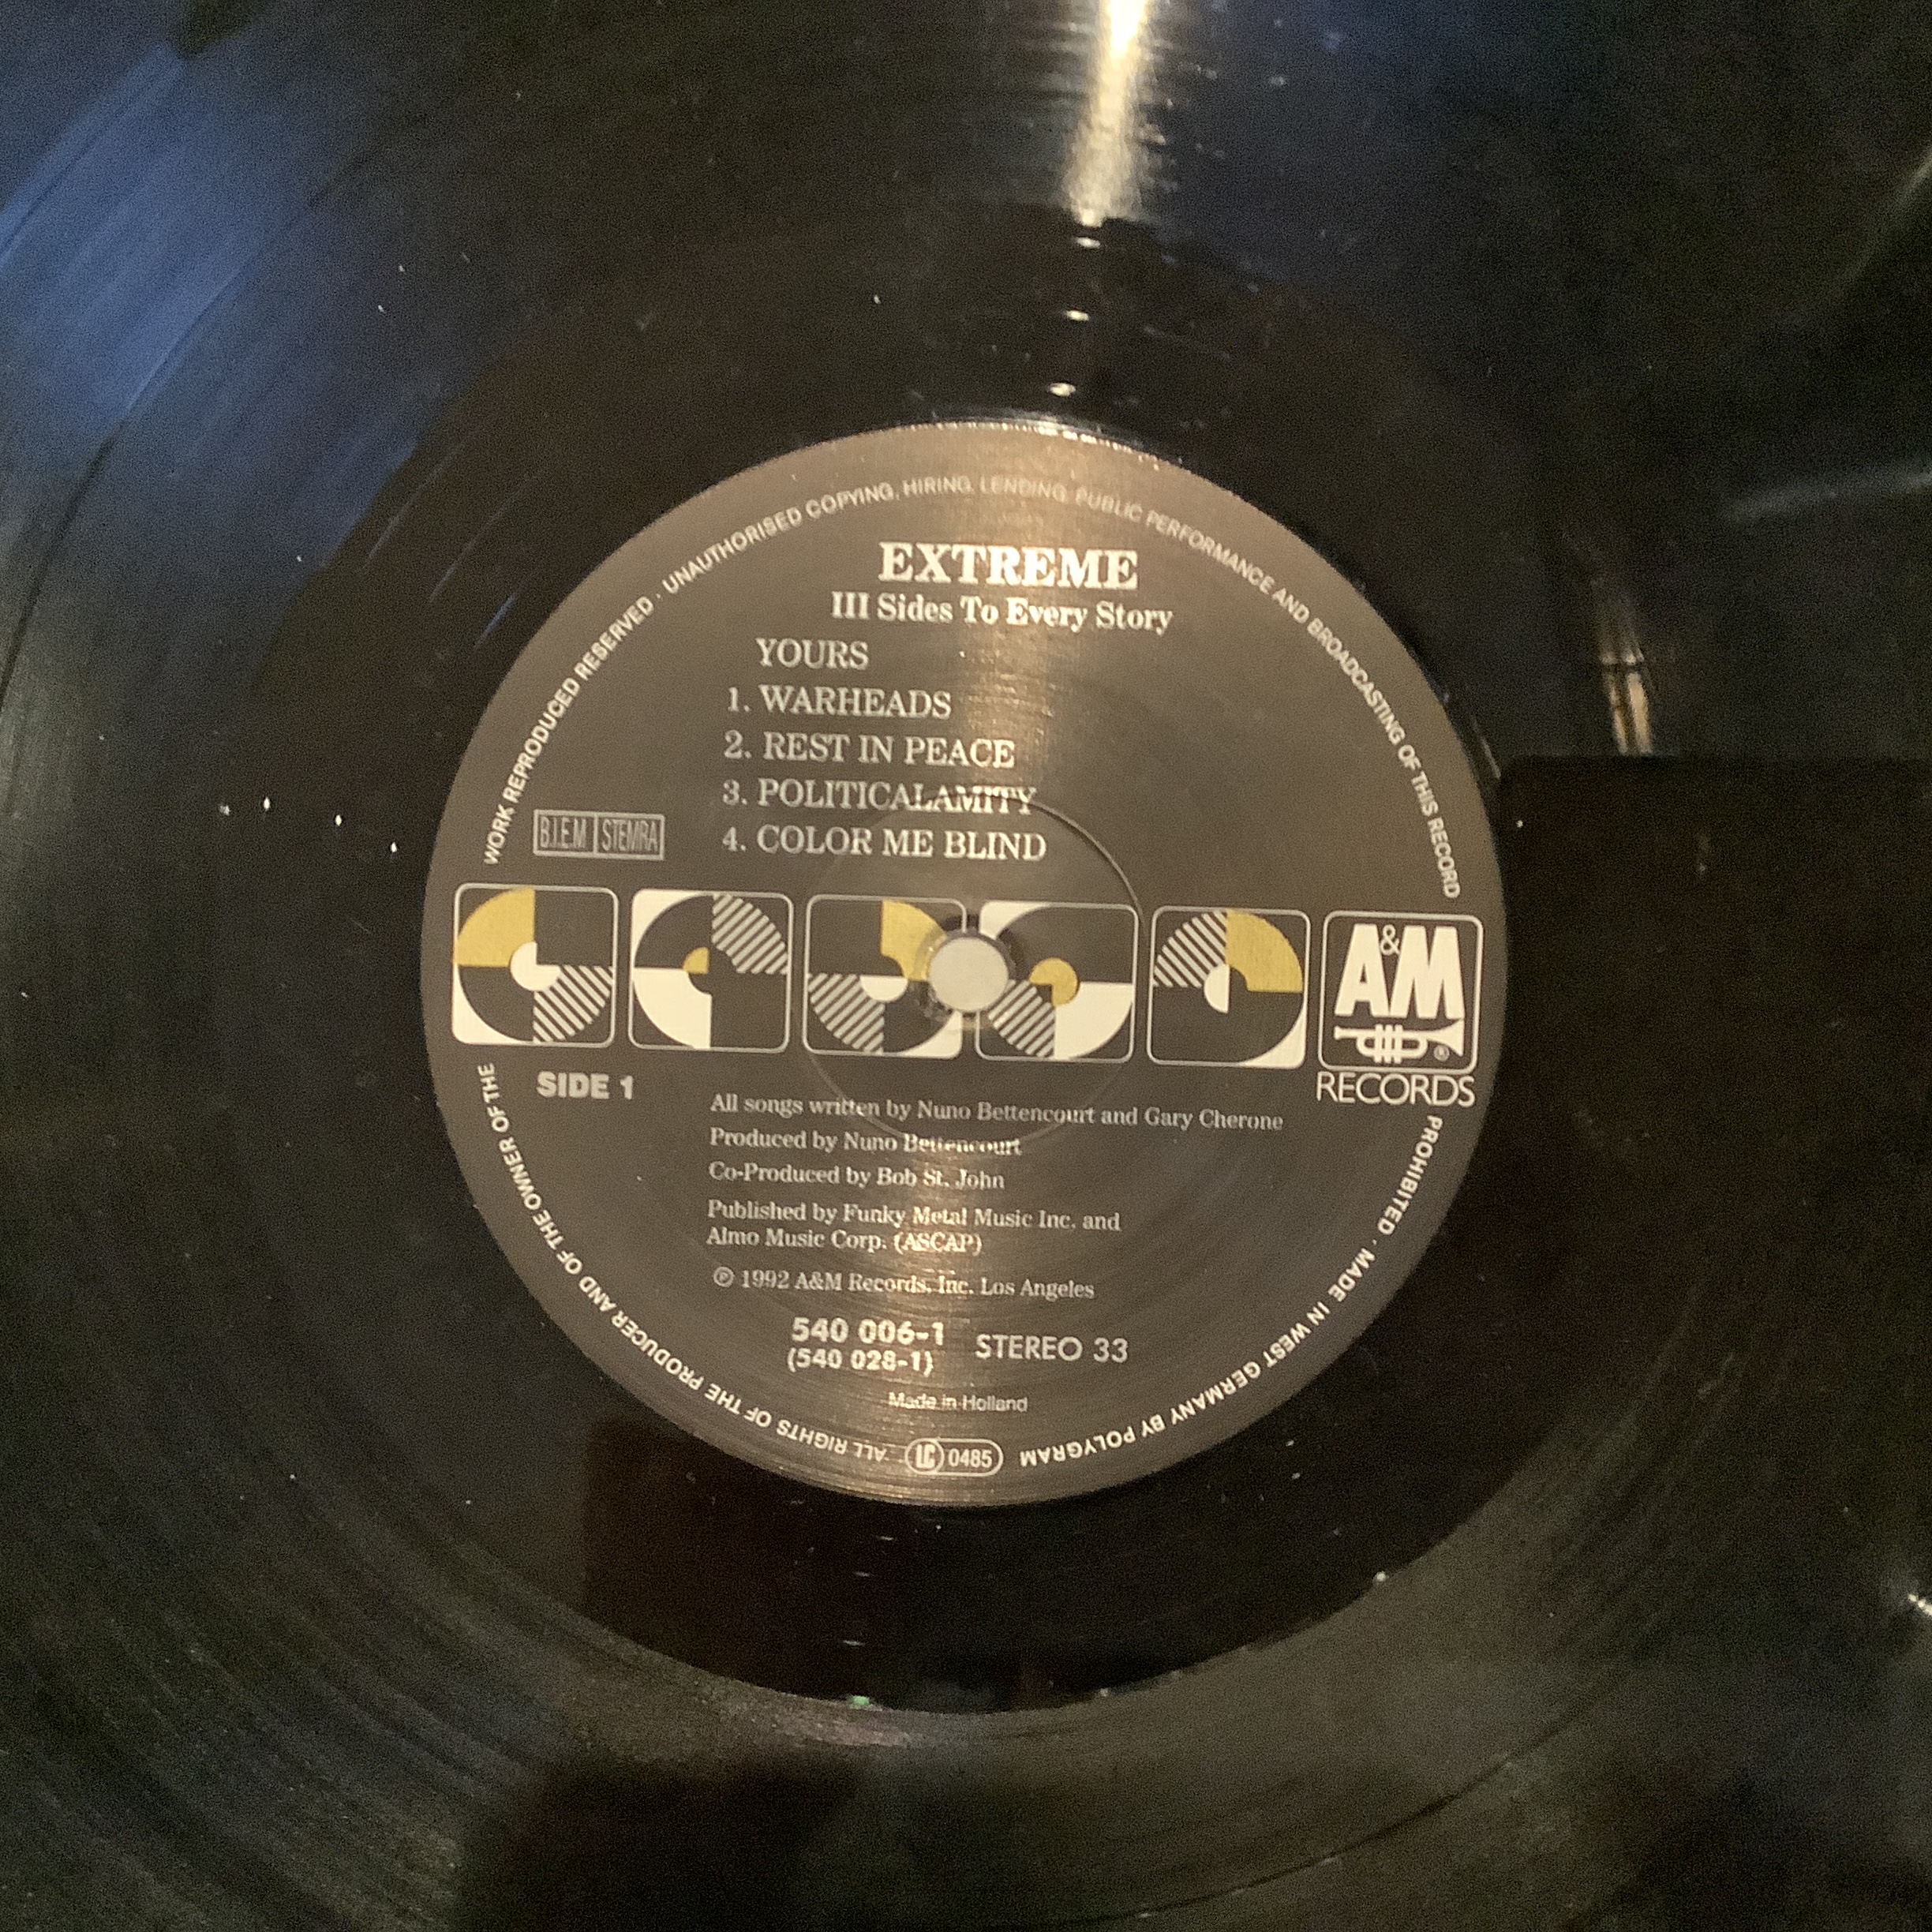 EXTREME
III Sides To Every Story
YOURS
1. WARHEADS
2. REST IN PEACE
3. POLITICALAMITY
4. COLOR ME BLIND
B.I.E.M STEMRA
A&M
®
RECORDS
SIDE 1
All songs written by Nuno Bettencourt and Gary Cherone
Produced by Nuno Bettencourt
Co-Produced by Bob St. John
Published by Funky Metal Music Inc. and
Almo Music Corp. (ASCAP)
℗ 1992 A&M Records, Inc. Los Angeles
540 006-1
(540 028-1)
STEREO 33
Made in Holland
LC 0485
ALL RIGHTS OF THE PRODUCER AND OF THE OWNER OF THE WORK REPRODUCED RESERVED · UNAUTHORISED COPYING, HIRING, LENDING, PUBLIC PERFORMANCE AND BROADCASTING OF THIS RECORD PROHIBITED · MADE IN WEST GERMANY BY POLYGRAM